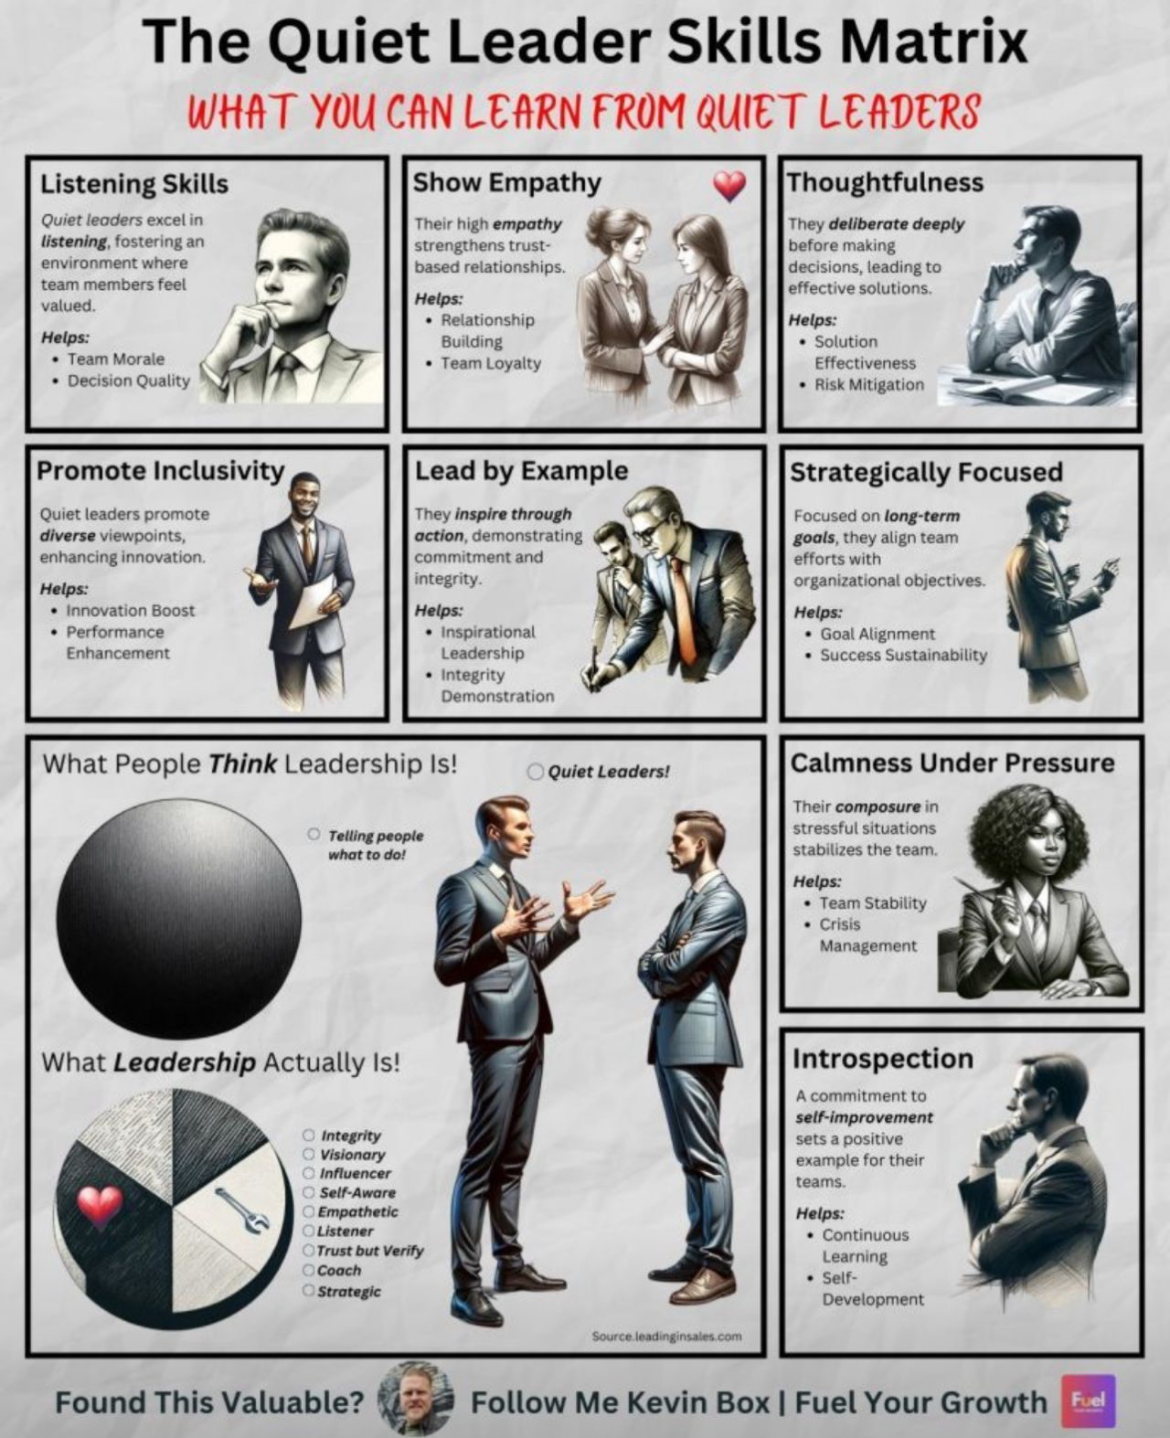 The Quiet Leader Skills Matrix
WHAT YOU CAN LEARN FROM QUIET LEADERS
Listening Skills
Quiet leaders excel in
listening, fostering an
environment where
team members feel
valued.
Helps:
• Team Morale
• Decision Quality
Show Empathy
Their high empathy
strengthens trust-
based relationships.
Helps:
• Relationship
Building
• Team Loyalty
Thoughtfulness
They deliberate deeply
before making
decisions, leading to
effective solutions.
Helps:
• Solution
Effectiveness
• Risk Mitigation
Promote Inclusivity
Quiet leaders promote
diverse viewpoints,
enhancing innovation.
Helps:
• Innovation Boost
• Performance
Enhancement
Lead by Example
They inspire through
action, demonstrating
commitment and
integrity.
Helps:
• Inspirational
Leadership
• Integrity
Demonstration
Strategically Focused
Focused on long-term
goals, they align team
efforts with
organizational objectives.
Helps:
• Goal Alignment
• Success Sustainability
What People Think Leadership Is!
Quiet Leaders!
Telling people
what to do!
What Leadership Actually Is!
Integrity
Visionary
Influencer
Self-Aware
Empathetic
Listener
Trust but Verify
Coach
Strategic
Source.leadinginsales.com
Calmness Under Pressure
Their composure in
stressful situations
stabilizes the team.
Helps:
• Team Stability
• Crisis
Management
Introspection
A commitment to
self-improvement
sets a positive
example for their
teams.
Helps:
• Continuous
Learning
• Self-
Development
Found This Valuable?
Follow Me Kevin Box | Fuel Your Growth
Fuel